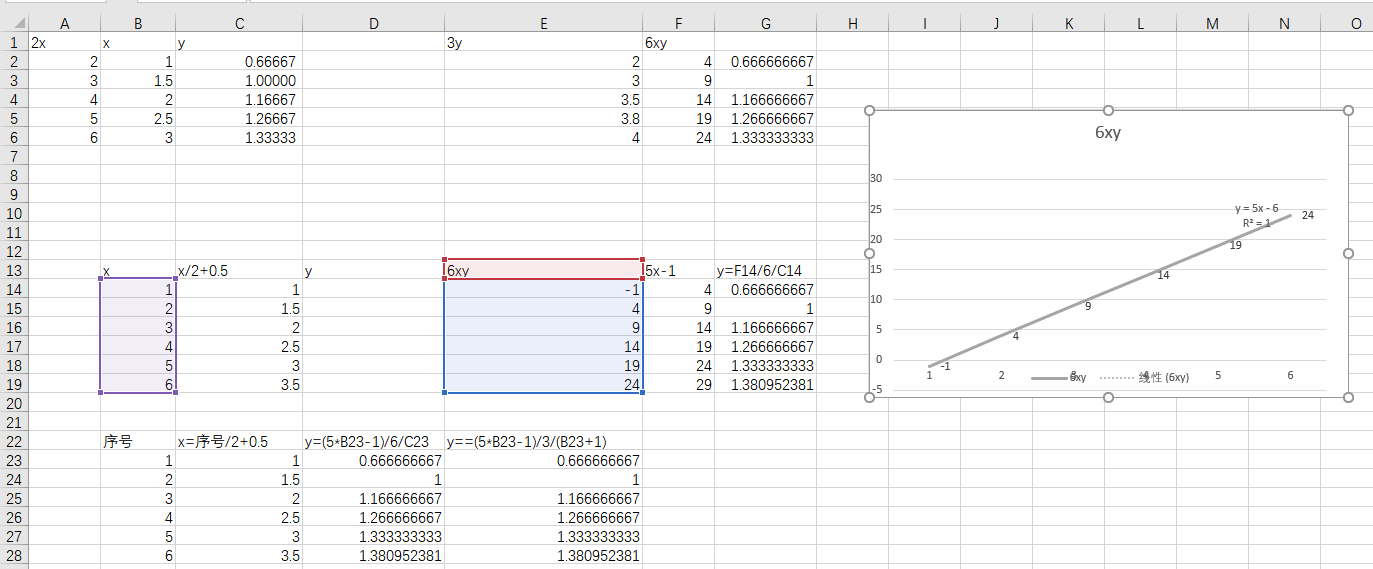 A B C D E F G H I J K L M N O
1 2x x y 3y 6xy
2 2 1 0.66667 2 4 0.666666667
3 3 1.5 1.00000 3 9 1
4 4 2 1.16667 3.5 14 1.166666667
5 5 2.5 1.26667 3.8 19 1.266666667
6 6 3 1.33333 4 24 1.333333333
7
8
9
10
11
12
13 x x/2+0.5 y 6xy 5x-1 y=F14/6/C14
14 1 1 -1 4 0.666666667
15 2 1.5 4 9 1
16 3 2 9 14 1.166666667
17 4 2.5 14 19 1.266666667
18 5 3 19 24 1.333333333
19 6 3.5 24 29 1.380952381
20
21
22 序号 x=序号/2+0.5 y=(5*B23-1)/6/C23 y==(5*B23-1)/3/(B23+1)
23 1 1 0.666666667 0.666666667
24 2 1.5 1 1
25 3 2 1.166666667 1.166666667
26 4 2.5 1.266666667 1.266666667
27 5 3 1.333333333 1.333333333
28 6 3.5 1.380952381 1.380952381
6xy
30
25
20
15
10
5
0
-5
y = 5x - 6
R² = 1
-1 4 9 14 19 24
1 2 3 4 5 6
6xy 线性 (6xy)